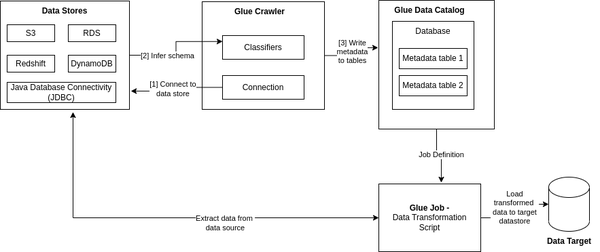 Data Stores
S3
RDS
Redshift
DynamoDB
Java Database Connectivity
(JDBC)
[2] Infer schema
[1] Connect to
data store
Glue Crawler
Classifiers
Connection
[3] Write
metadata
to tables
Glue Data Catalog
Database
Metadata table 1
Metadata table 2
Job Definition
Extract data from
data source
Glue Job -
Data Transformation
Script
Load
transformed
data to target
datastore
Data Target